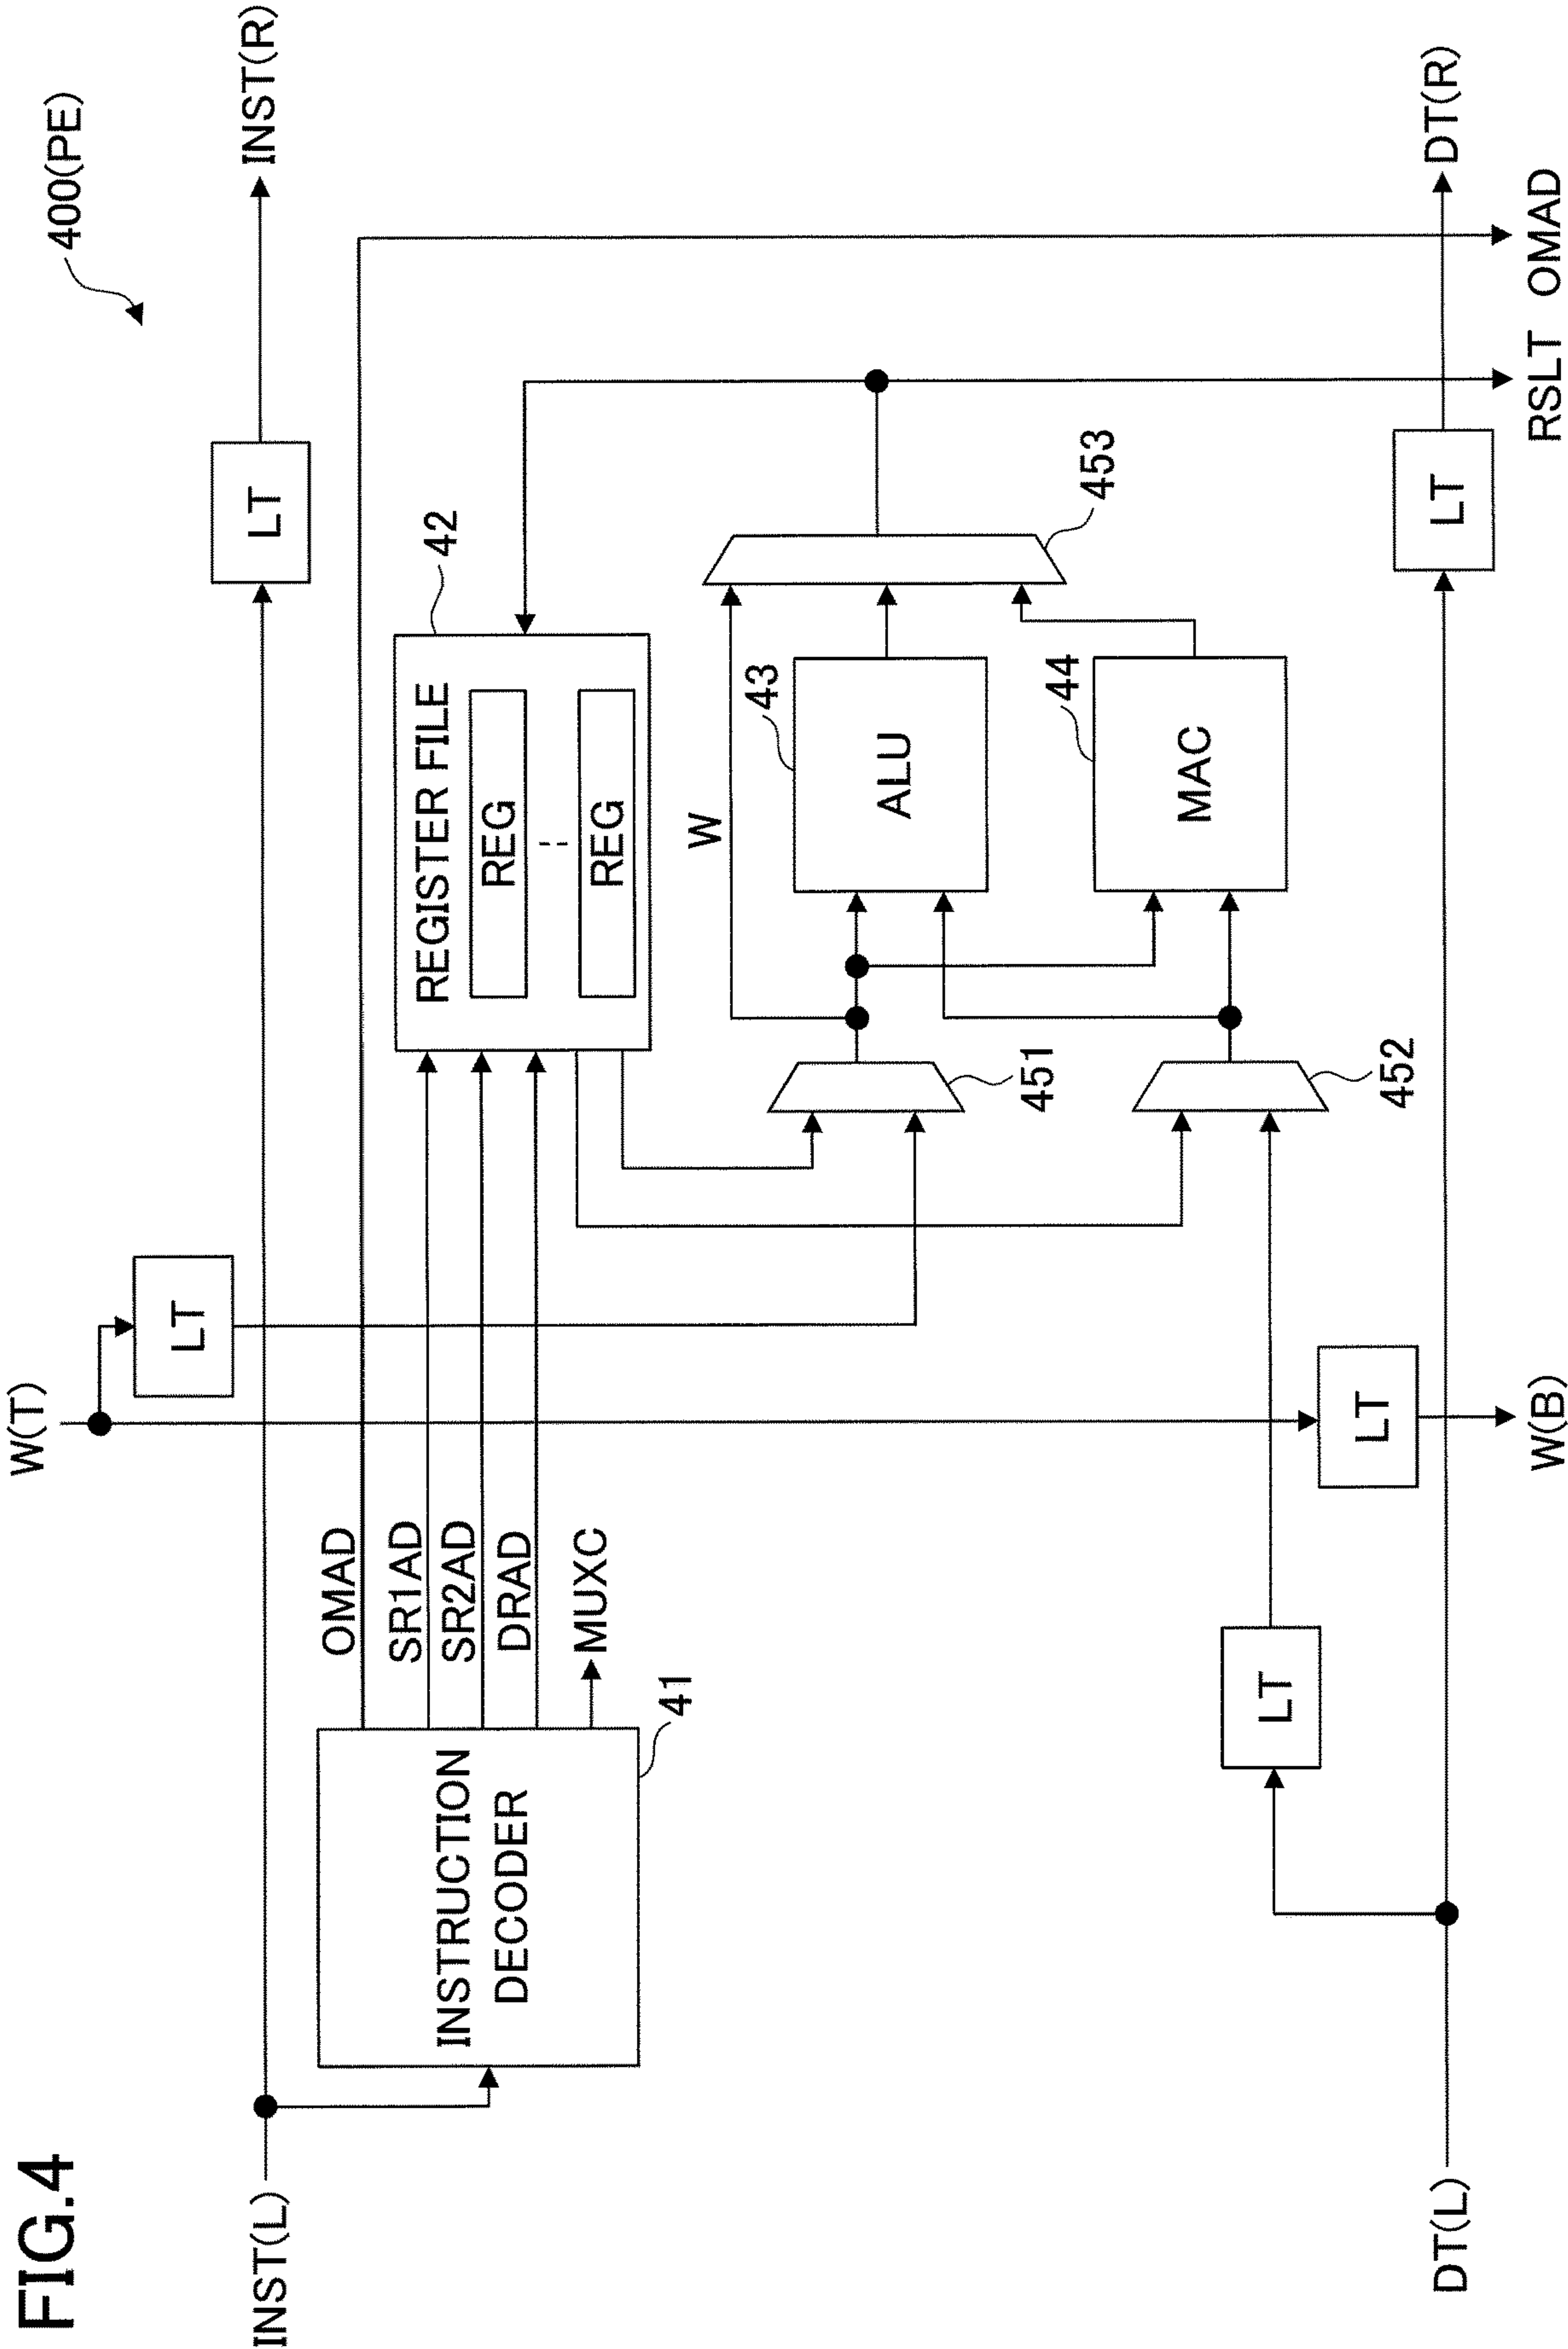 FIG.4
400(PE)
W(T)
INST(L)
LT
LT
INST(R)
OMAD
SR1AD
SR2AD
DRAD
MUXC
INSTRUCTION
DECODER
41
42
REGISTER FILE
REG
REG
W
43
ALU
44
MAC
451
452
453
LT
LT
LT
DT(L)
DT(R)
W(B)
RSLT
OMAD